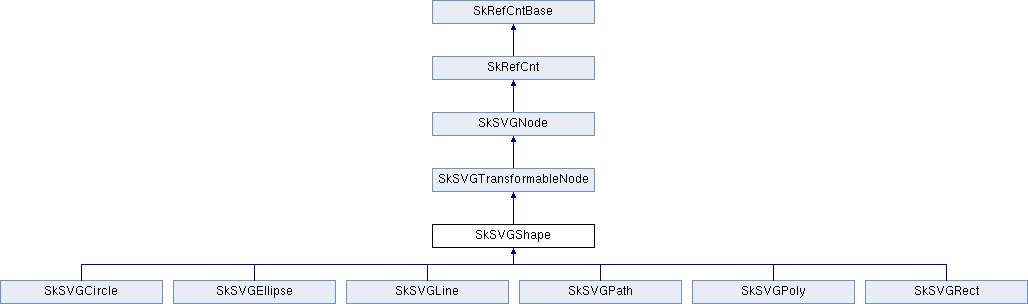 SkRefCntBase
SkRefCnt
SkSVGNode
SkSVGTransformableNode
SkSVGShape
SkSVGCircle
SkSVGEllipse
SkSVGLine
SkSVGPath
SkSVGPoly
SkSVGRect